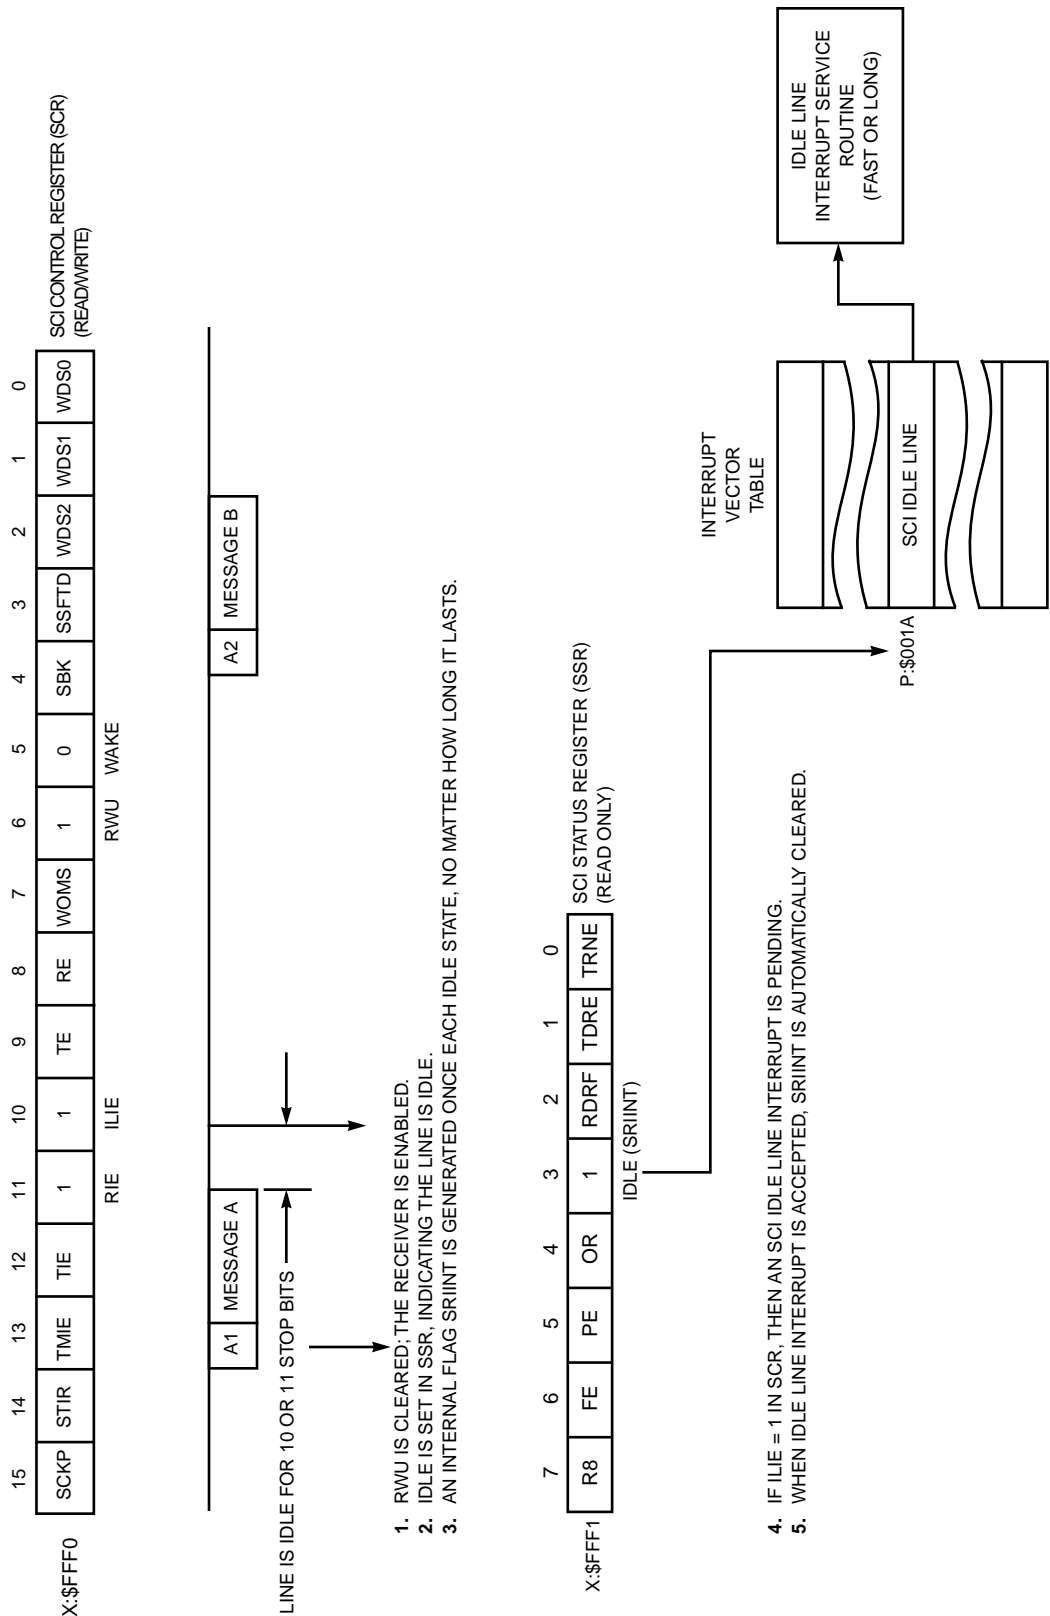 15 14 13 12 11 10 9 8 7 6 5 4 3 2 1 0
X:$FFF0 SCKP STIR TMIE TIE 1 1 TE RE WOMS 1 0 SBK SSFTD WDS2 WDS1 WDS0 SCI CONTROL REGISTER (SCR)
(READ/WRITE)
RIE ILIE RWU WAKE
A1 MESSAGE A A2 MESSAGE B
LINE IS IDLE FOR 10 OR 11 STOP BITS
1. RWU IS CLEARED; THE RECEIVER IS ENABLED.
2. IDLE IS SET IN SSR, INDICATING THE LINE IS IDLE.
3. AN INTERNAL FLAG SRIINT IS GENERATED ONCE EACH IDLE STATE, NO MATTER HOW LONG IT LASTS.
7 6 5 4 3 2 1 0
X:$FFF1 R8 FE PE OR 1 RDRF TDRE TRNE SCI STATUS REGISTER (SSR)
(READ ONLY)
IDLE (SRIINT)
4. IF ILIE = 1 IN SCR, THEN AN SCI IDLE LINE INTERRUPT IS PENDING.
5. WHEN IDLE LINE INTERRUPT IS ACCEPTED, SRIINT IS AUTOMATICALLY CLEARED.
INTERRUPT
VECTOR
TABLE
P:$001A SCI IDLE LINE
IDLE LINE
INTERRUPT SERVICE
ROUTINE
(FAST OR LONG)